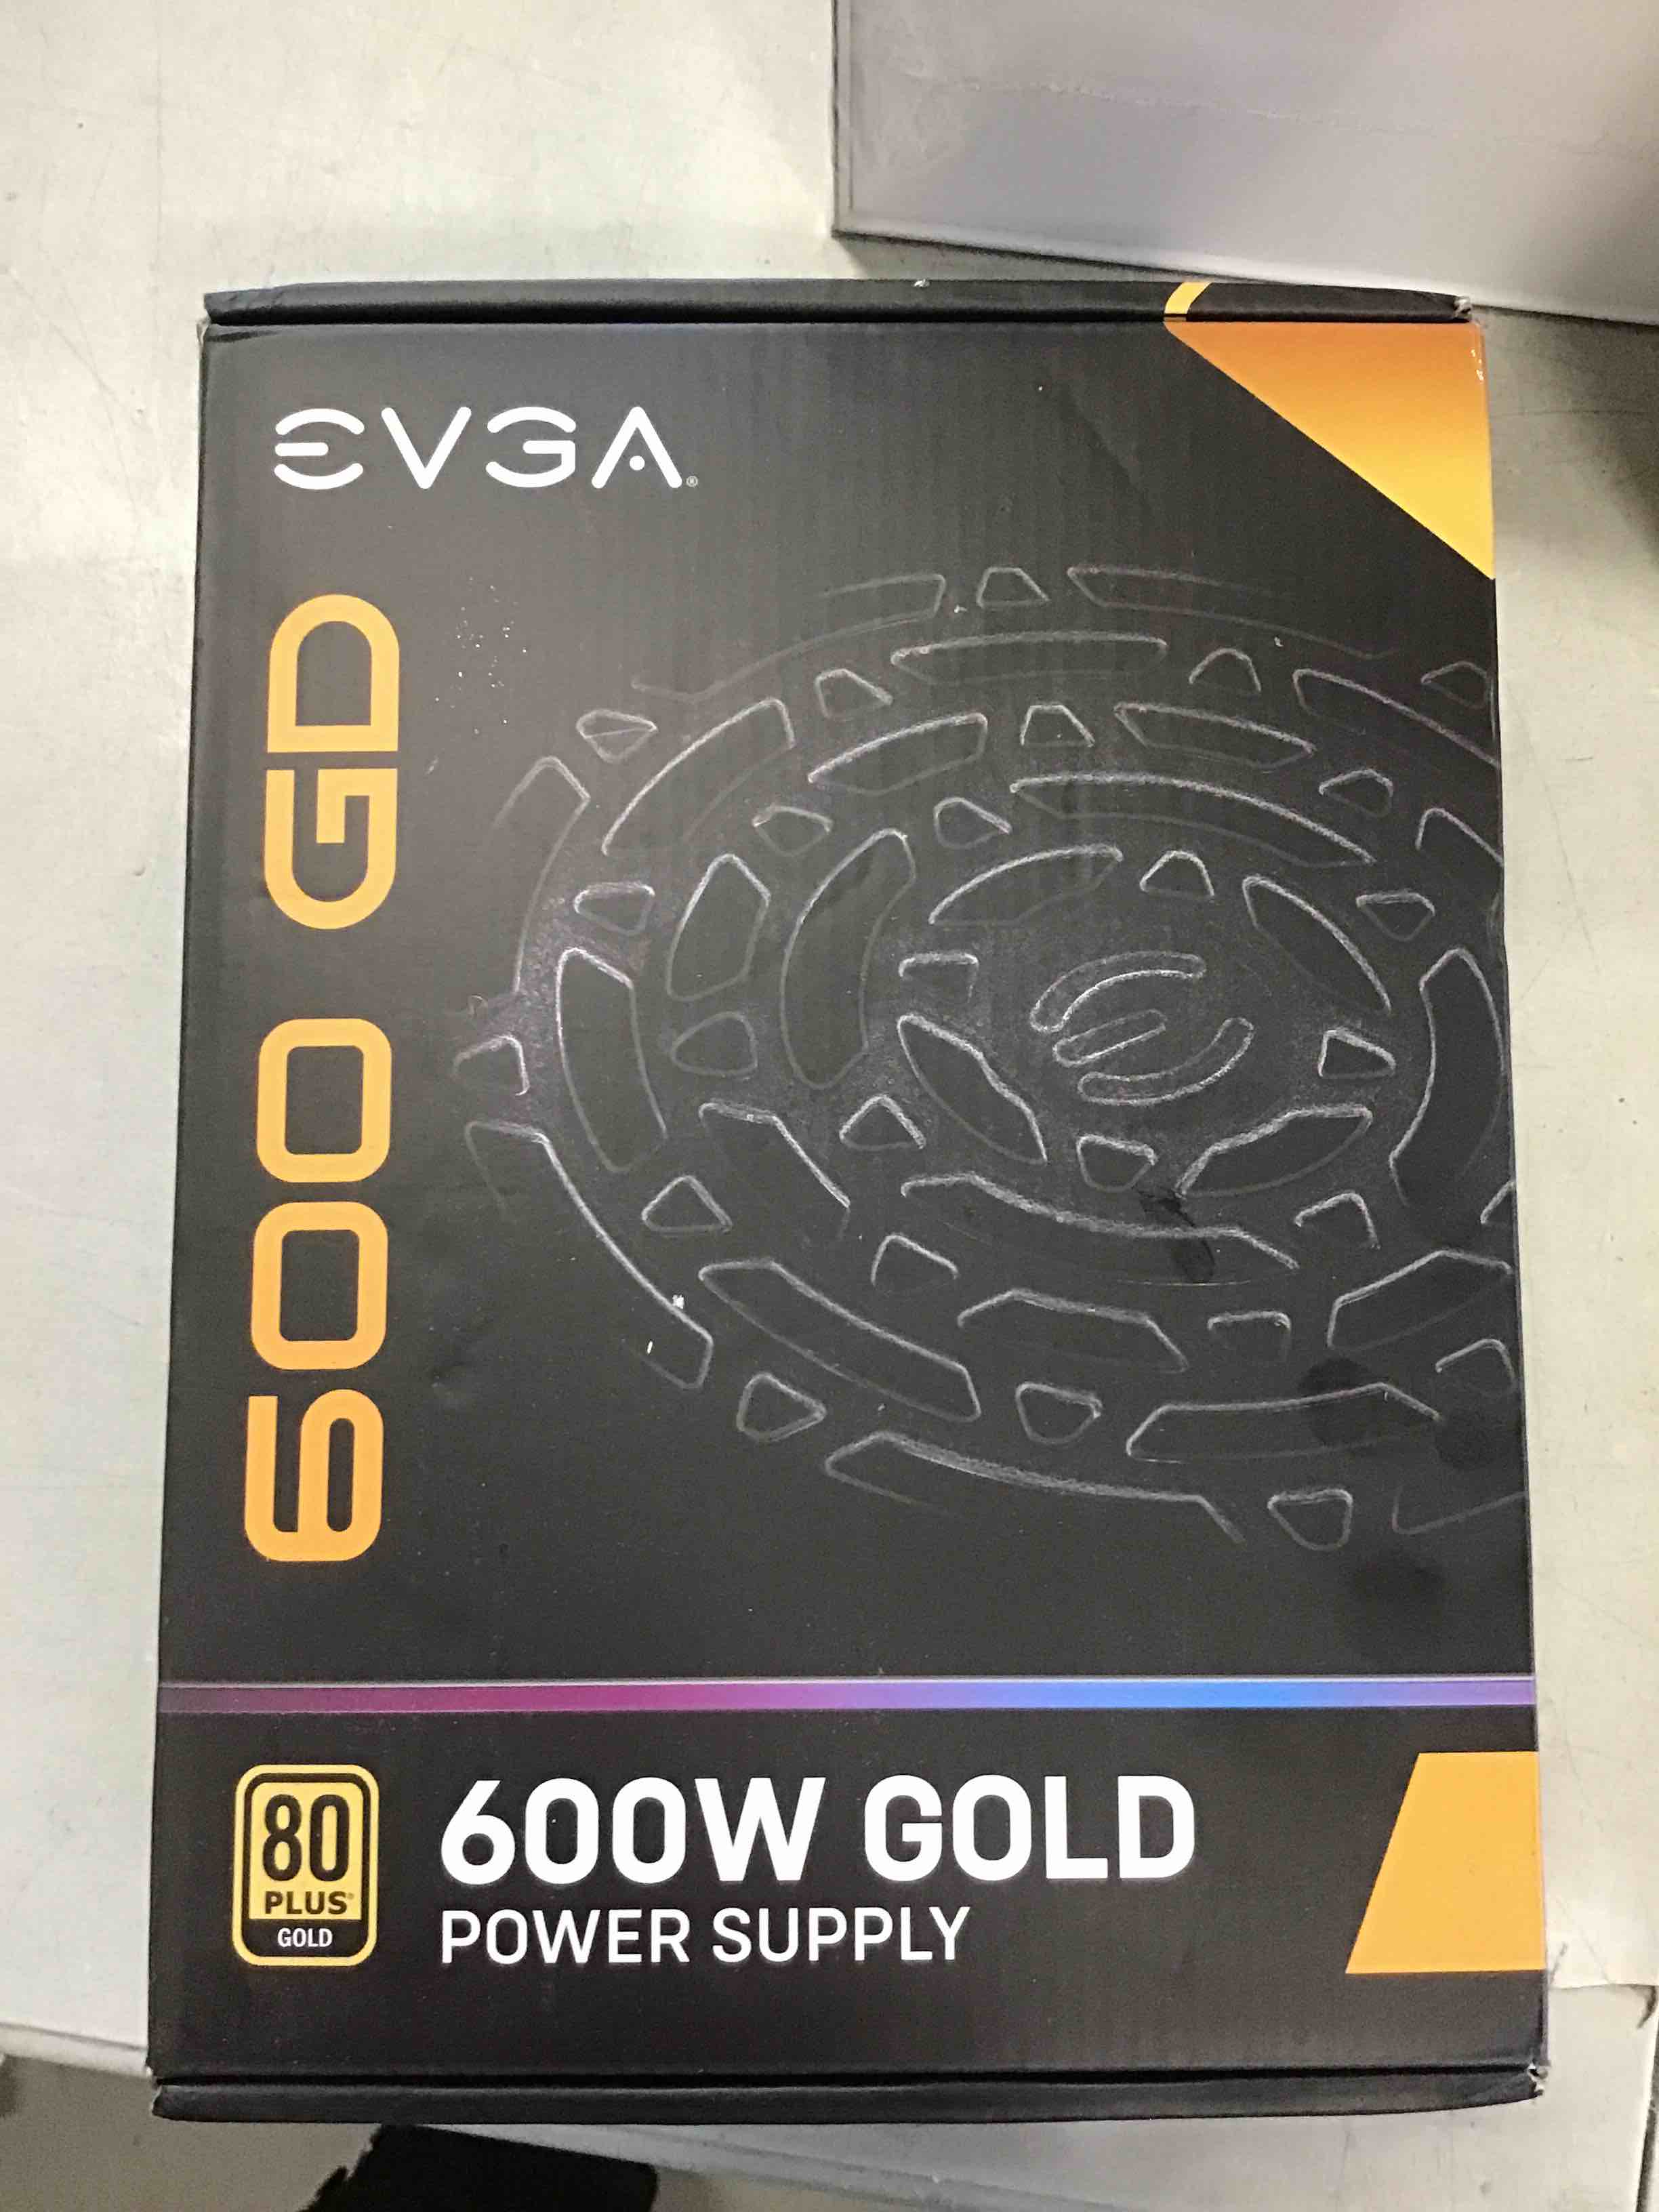 EVGA®
600 GD
80
PLUS®
GOLD
600W GOLD
POWER SUPPLY